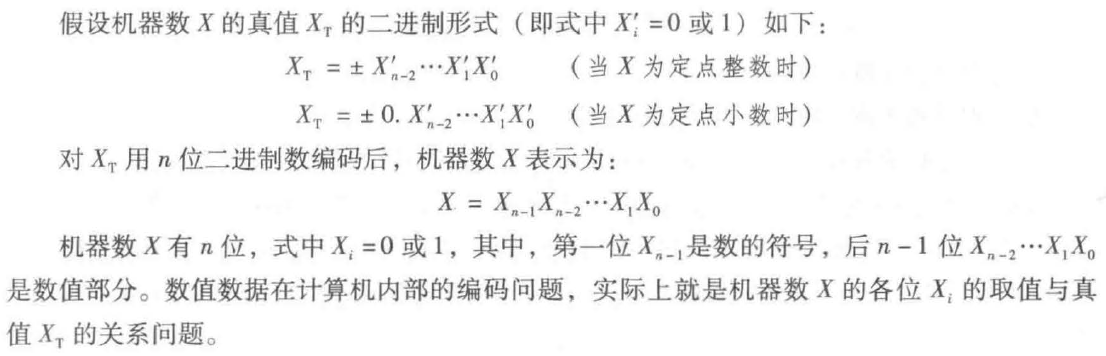 假设机器数 X 的真值 X_T 的二进制形式（即式中 X′_i = 0 或 1）如下：
X_T = ± X′_{n-2}⋯X′_1X′_0 （当 X 为定点整数时）
X_T = ± 0. X′_{n-2}⋯X′_1X′_0 （当 X 为定点小数时）
对 X_T 用 n 位二进制数编码后，机器数 X 表示为：
X = X_{n-1}X_{n-2}⋯X_1X_0
机器数 X 有 n 位，式中 X_i = 0 或 1，其中，第一位 X_{n-1} 是数的符号，后 n - 1 位 X_{n-2}⋯X_1X_0
是数值部分。数值数据在计算机内部的编码问题，实际上就是机器数 X 的各位 X_i 的取值与真
值 X_T 的关系问题。